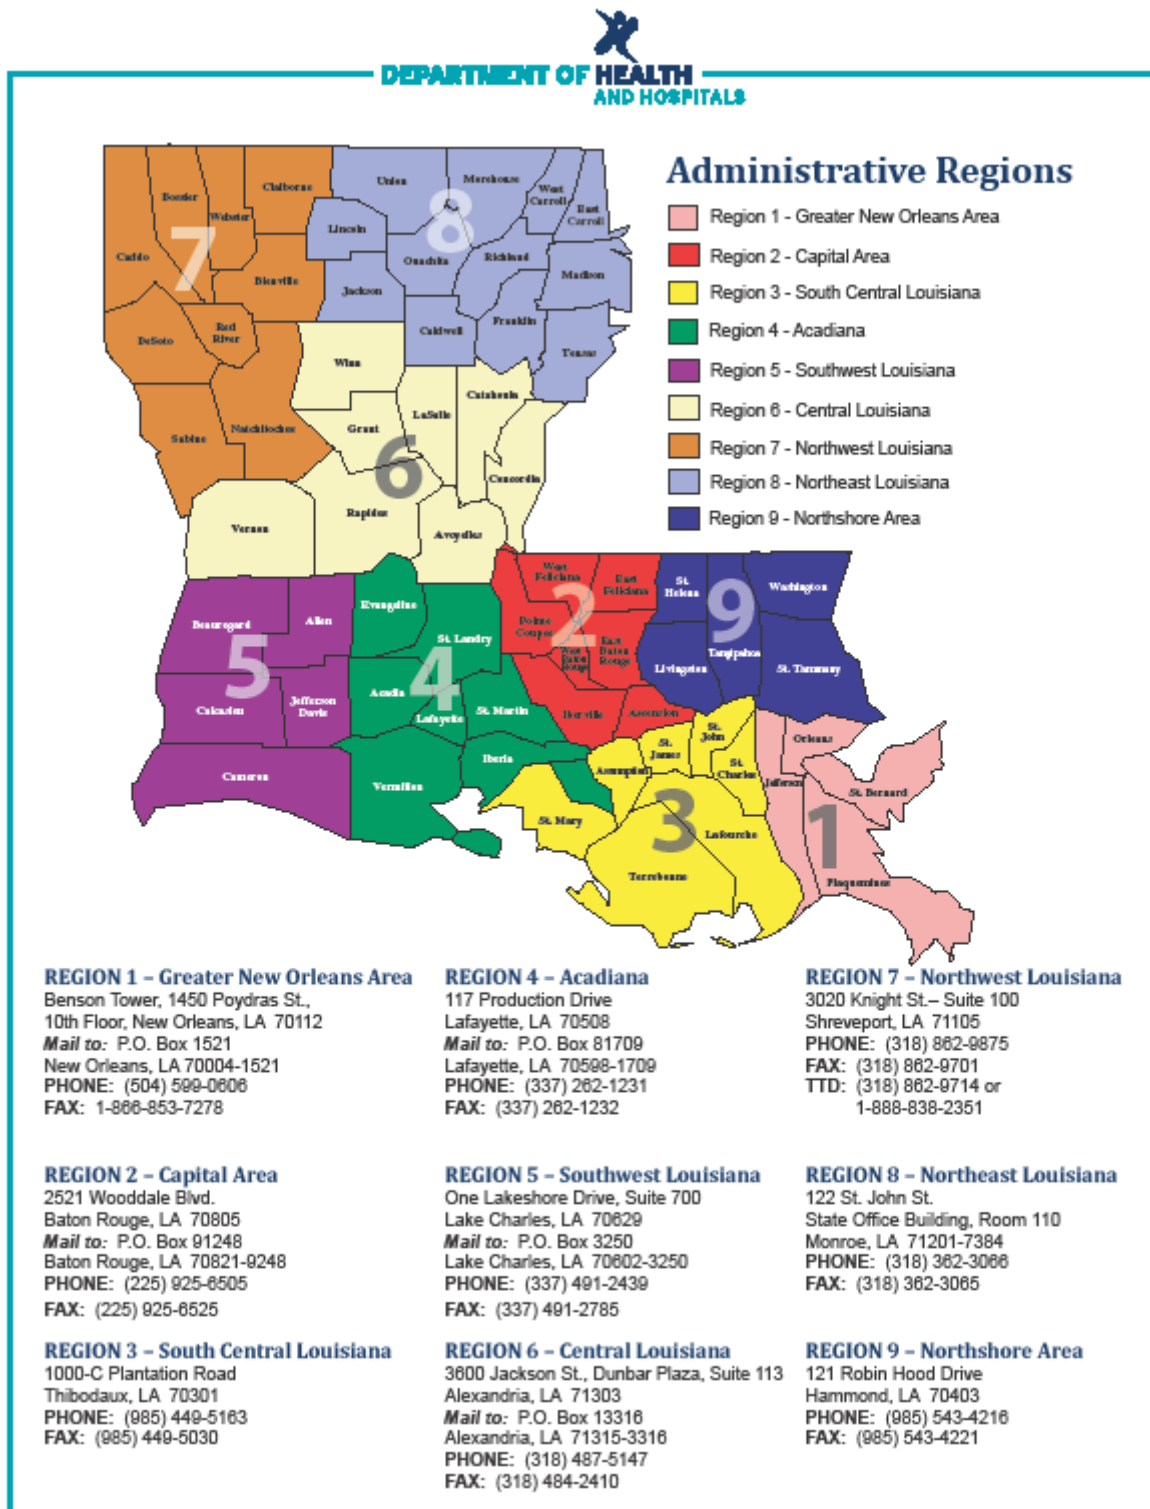 DEPARTMENT OF HEALTH
AND HOSPITALS
Administrative Regions
Region 1 - Greater New Orleans Area
Region 2 - Capital Area
Region 3 - South Central Louisiana
Region 4 - Acadiana
Region 5 - Southwest Louisiana
Region 6 - Central Louisiana
Region 7 - Northwest Louisiana
Region 8 - Northeast Louisiana
Region 9 - Northshore Area
Caddo
Bossier
Webster
Claiborne
Bienville
DeSoto
Red
River
Sabine
Natchitoches
7
Union
Morehouse
West
Carroll
East
Carroll
Lincoln
Ouachita
Richland
Madison
Jackson
Caldwell
Franklin
Tensas
8
Winn
Grant
LaSalle
Catahoula
Concordia
Vernon
Rapides
Avoyelles
6
Beauregard
Allen
Calcasieu
Jefferson
Davis
Cameron
5
Evangeline
St. Landry
Acadia
Lafayette
St. Martin
Iberia
Vermilion
4
West
Feliciana
East
Feliciana
Pointe
Coupee
West
Baton
Rouge
East
Baton
Rouge
Iberville
Ascension
2
St.
Helena
Tangipahoa
Washington
Livingston
St. Tammany
9
Assumption
St.
James
St.
John
St.
Charles
St. Mary
Lafourche
Terrebonne
3
Orleans
Jefferson
St. Bernard
Plaquemines
1
REGION 1 – Greater New Orleans Area
Benson Tower, 1450 Poydras St.,
10th Floor, New Orleans, LA 70112
Mail to: P.O. Box 1521
New Orleans, LA 70004-1521
PHONE: (504) 599-0606
FAX: 1-866-853-7278
REGION 2 – Capital Area
2521 Wooddale Blvd.
Baton Rouge, LA 70805
Mail to: P.O. Box 91248
Baton Rouge, LA 70821-9248
PHONE: (225) 925-6505
FAX: (225) 925-6525
REGION 3 – South Central Louisiana
1000-C Plantation Road
Thibodaux, LA 70301
PHONE: (985) 449-5163
FAX: (985) 449-5030
REGION 4 – Acadiana
117 Production Drive
Lafayette, LA 70508
Mail to: P.O. Box 81709
Lafayette, LA 70598-1709
PHONE: (337) 262-1231
FAX: (337) 262-1232
REGION 5 – Southwest Louisiana
One Lakeshore Drive, Suite 700
Lake Charles, LA 70629
Mail to: P.O. Box 3250
Lake Charles, LA 70602-3250
PHONE: (337) 491-2439
FAX: (337) 491-2785
REGION 6 – Central Louisiana
3600 Jackson St., Dunbar Plaza, Suite 113
Alexandria, LA 71303
Mail to: P.O. Box 13316
Alexandria, LA 71315-3316
PHONE: (318) 487-5147
FAX: (318) 484-2410
REGION 7 – Northwest Louisiana
3020 Knight St.– Suite 100
Shreveport, LA 71105
PHONE: (318) 862-9875
FAX: (318) 862-9701
TTD: (318) 862-9714 or
1-888-838-2351
REGION 8 – Northeast Louisiana
122 St. John St.
State Office Building, Room 110
Monroe, LA 71201-7384
PHONE: (318) 362-3066
FAX: (318) 362-3065
REGION 9 – Northshore Area
121 Robin Hood Drive
Hammond, LA 70403
PHONE: (985) 543-4216
FAX: (985) 543-4221